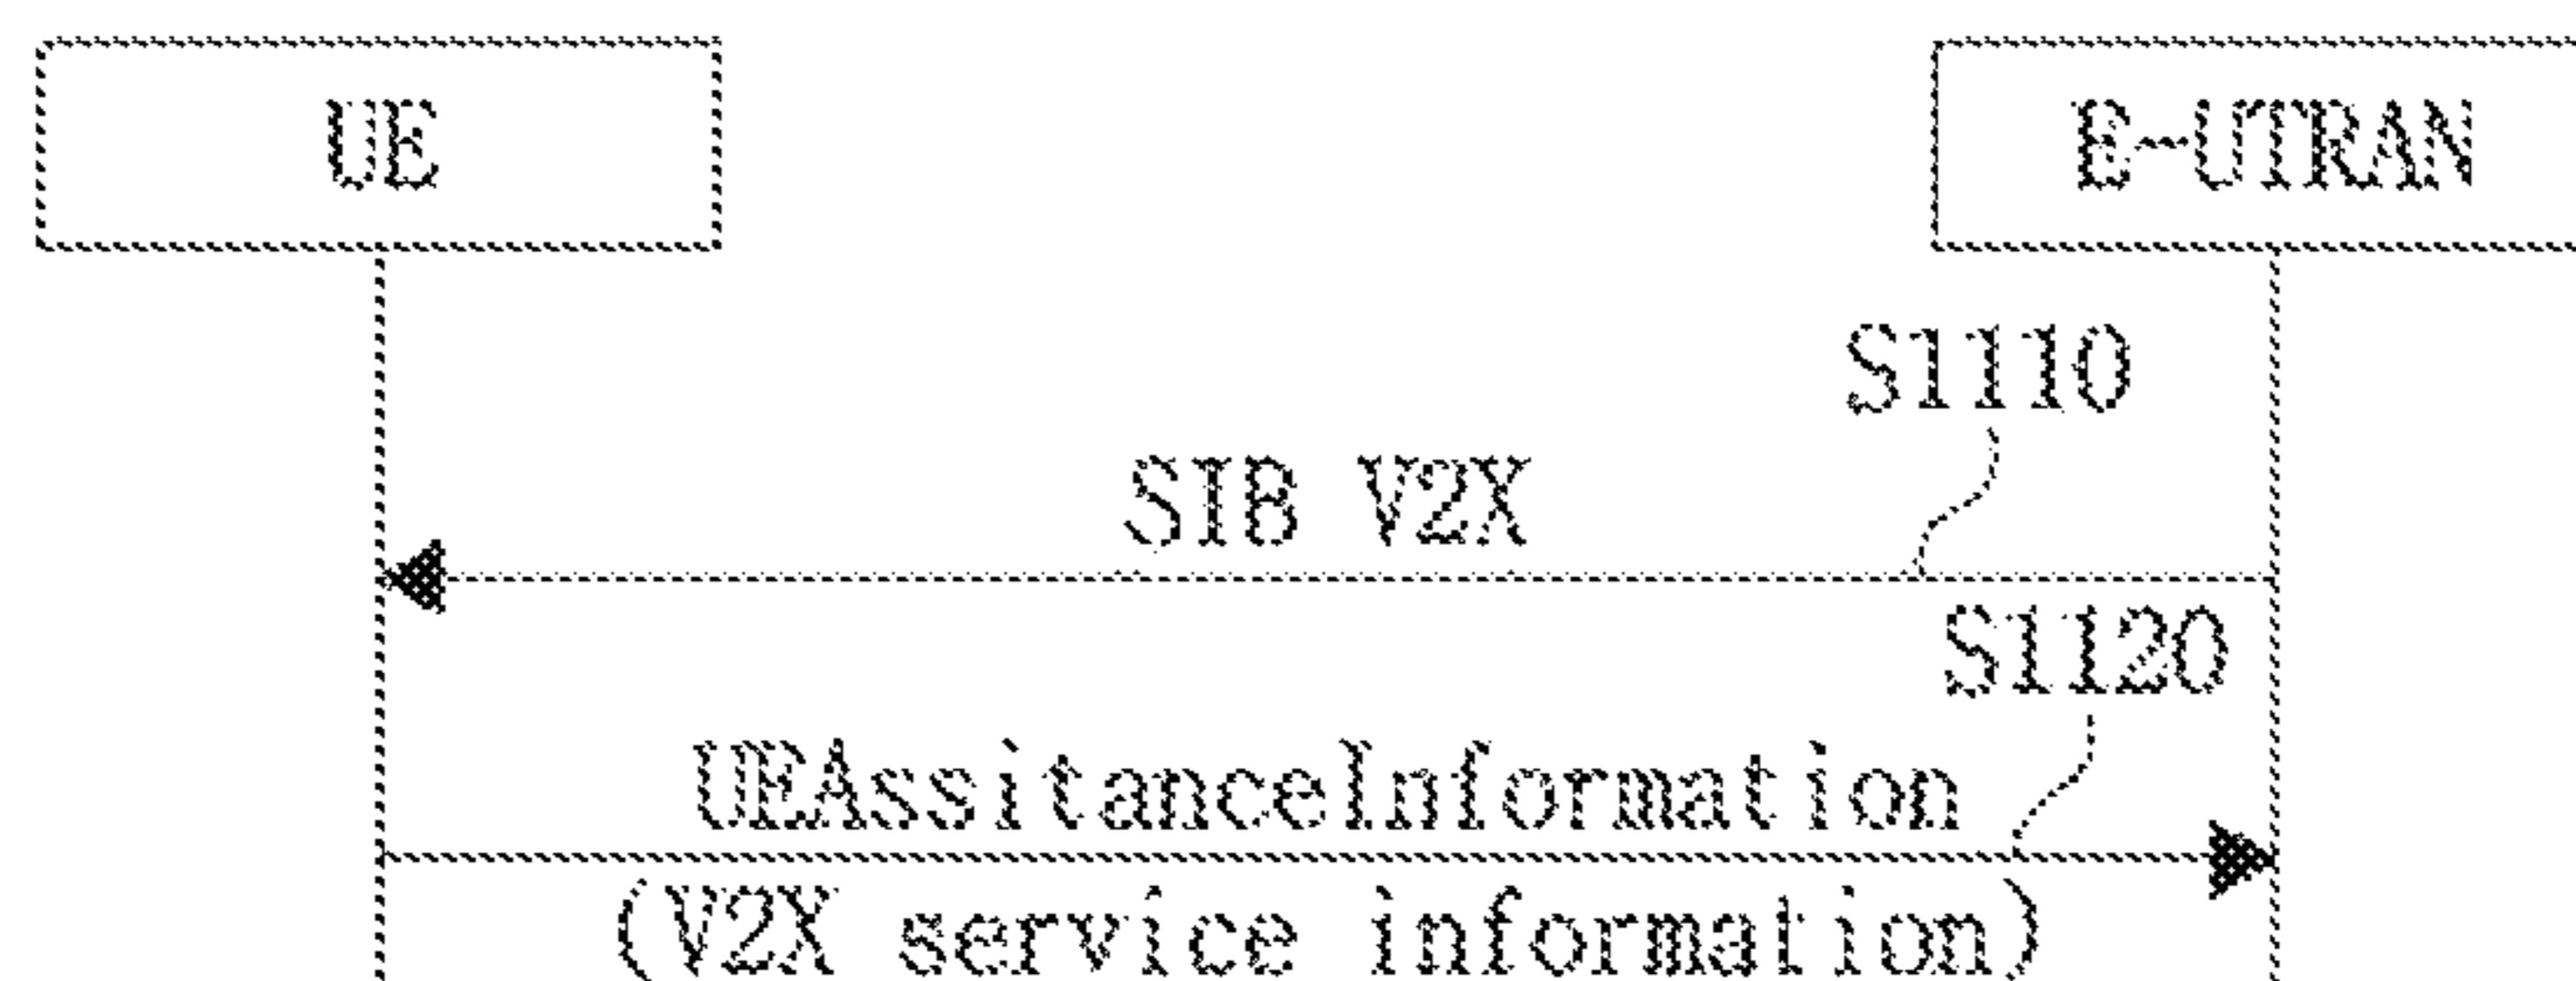 UE
E-UTRAN
S1110
SIB V2X
S1120
UEAssitanceInformation
(V2X service information)